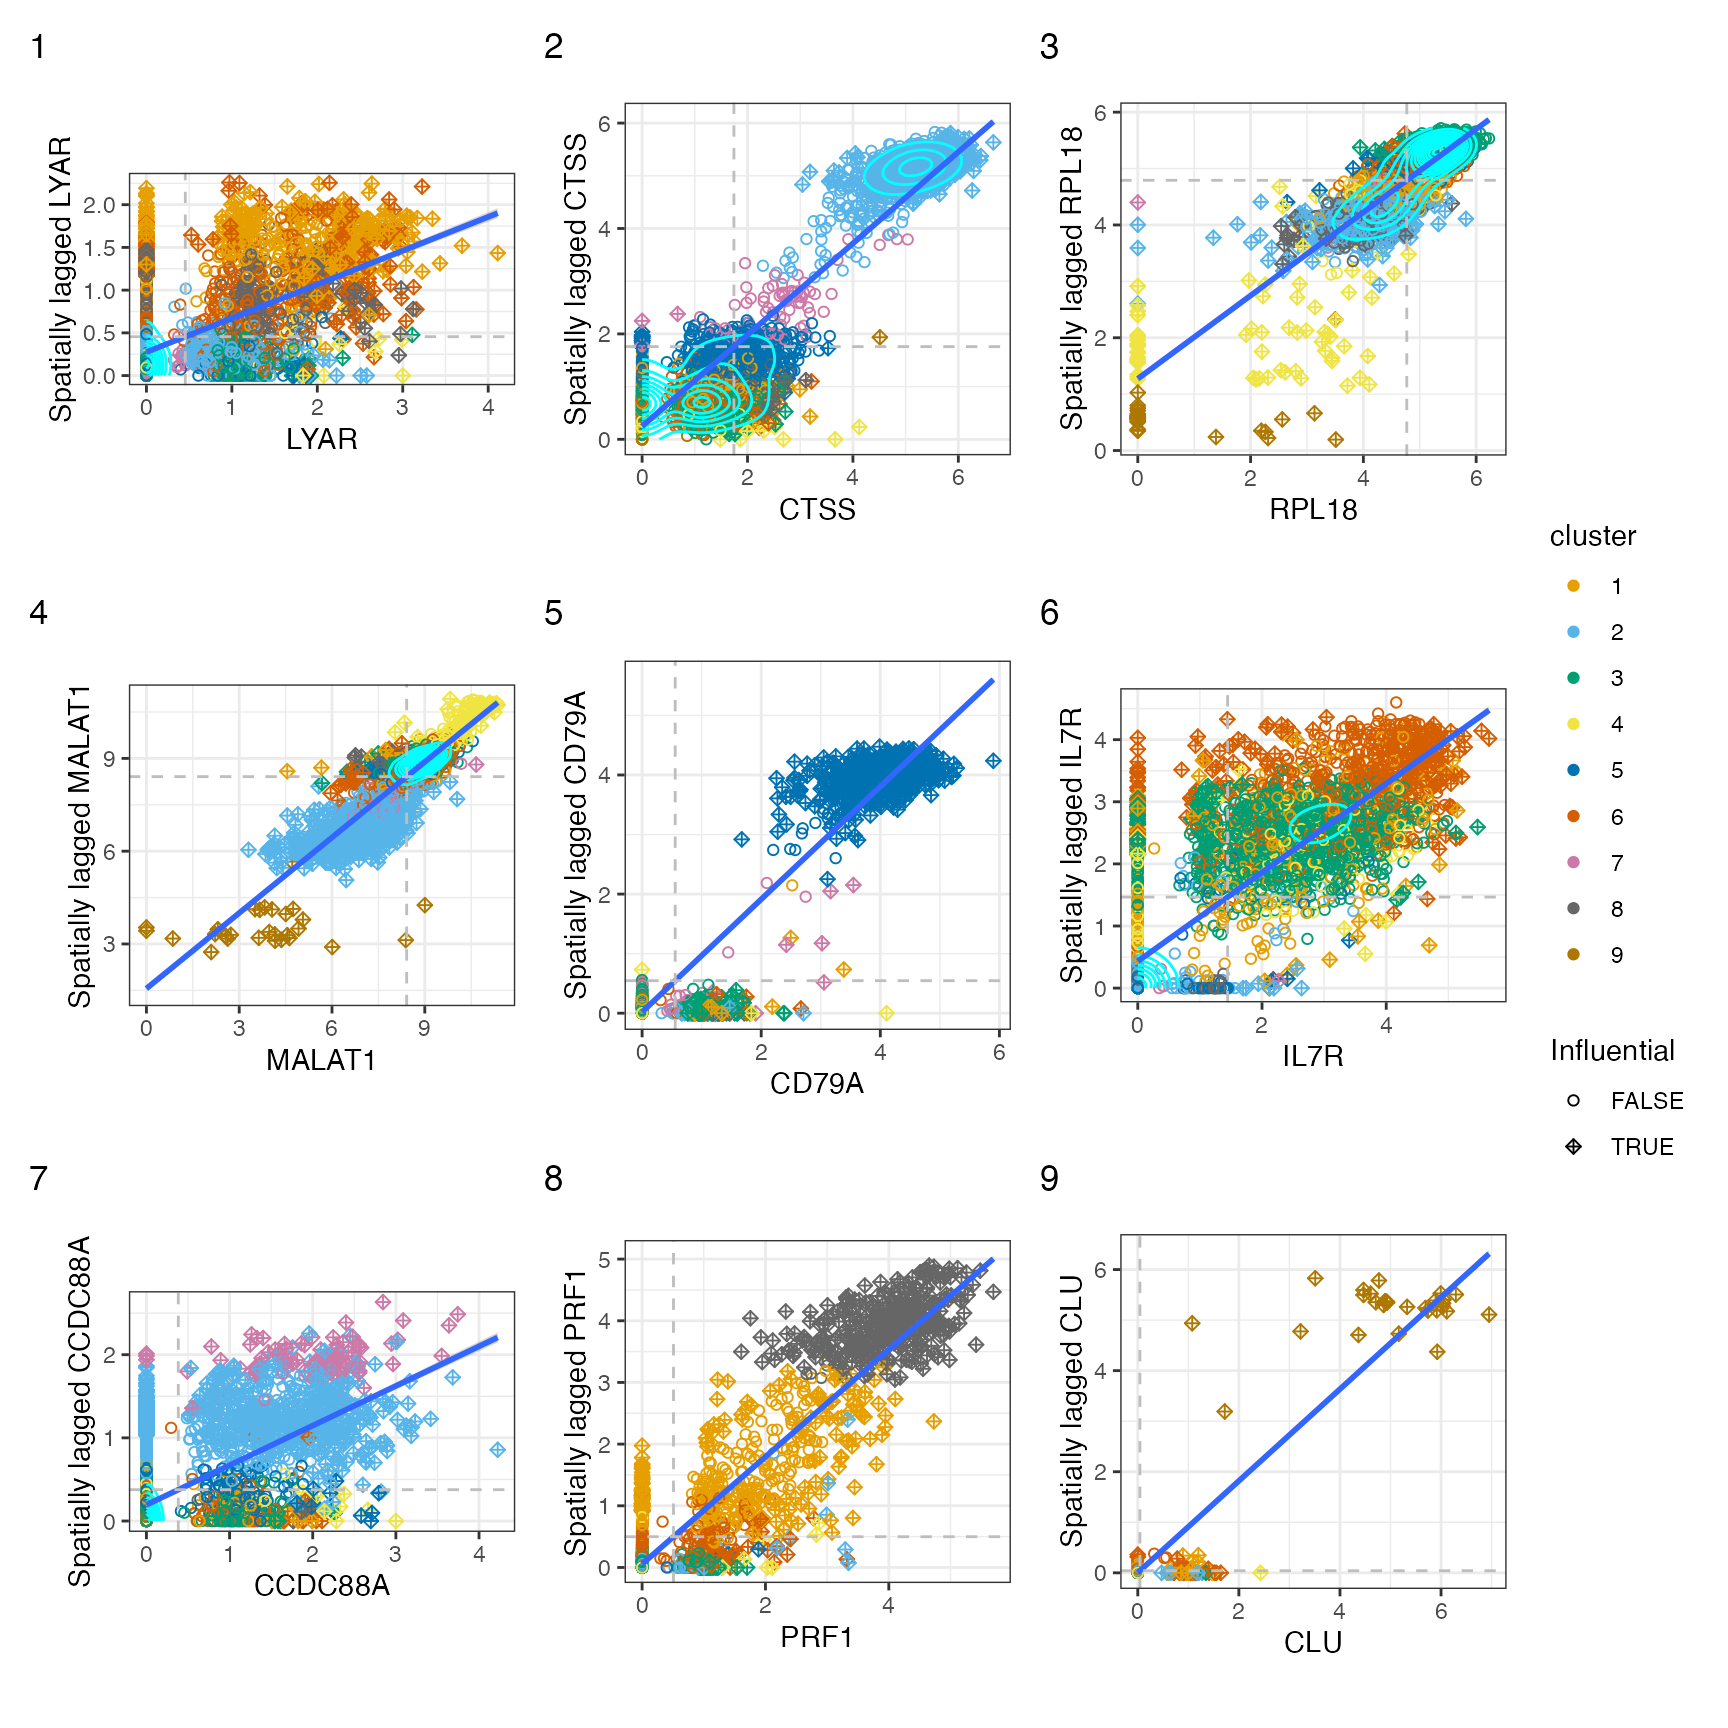 1
Spatially lagged LYAR
2.0
1.5
1.0
0.5
0.0
0 1 2 3 4
LYAR
2
Spatially lagged CTSS
6
4
2
0
0 2 4 6
CTSS
3
Spatially lagged RPL18
6
4
2
0
0 2 4 6
RPL18
4
Spatially lagged MALAT1
9
6
3
0 3 6 9
MALAT1
5
Spatially lagged CD79A
4
2
0
0 2 4 6
CD79A
6
Spatially lagged IL7R
4
3
2
1
0
0 2 4
IL7R
7
Spatially lagged CCDC88A
2
1
0
0 1 2 3 4
CCDC88A
8
Spatially lagged PRF1
5
4
3
2
1
0
0 2 4
PRF1
9
Spatially lagged CLU
6
4
2
0
0 2 4 6
CLU
cluster
1
2
3
4
5
6
7
8
9
Influential
FALSE
TRUE